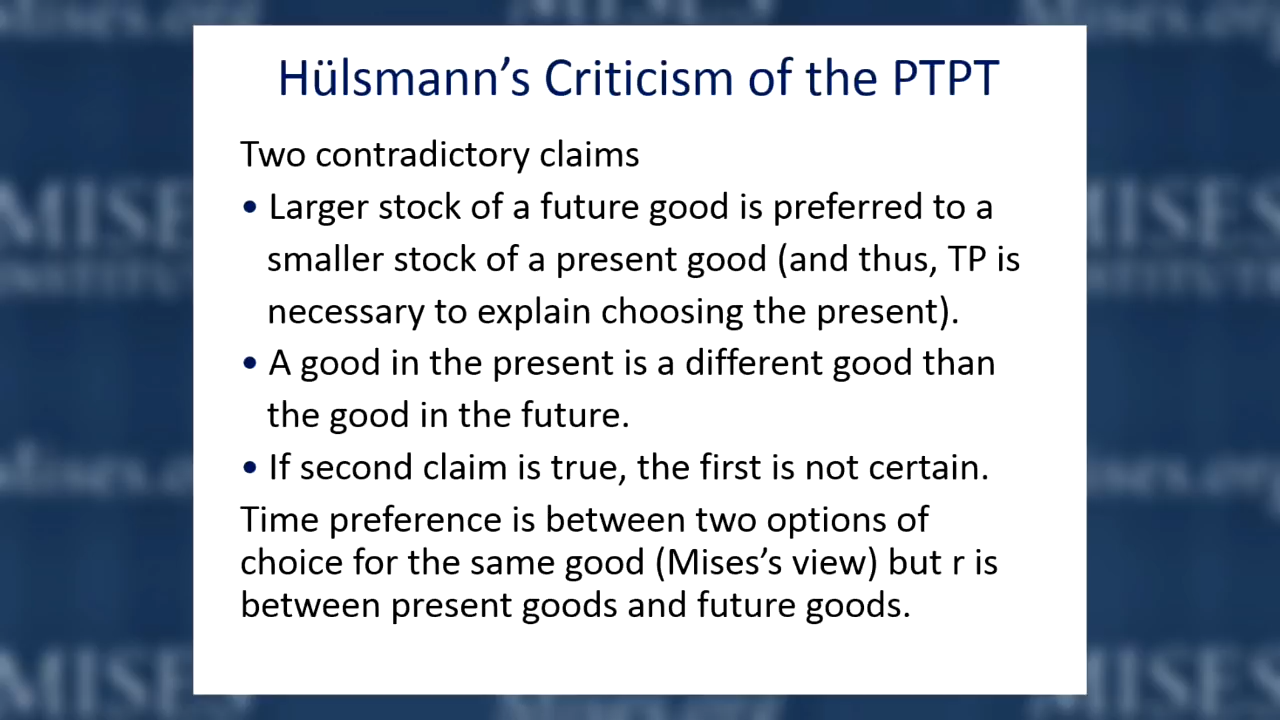 Hülsmann’s Criticism of the PTPT
Two contradictory claims
• Larger stock of a future good is preferred to a
smaller stock of a present good (and thus, TP is
necessary to explain choosing the present).
• A good in the present is a different good than
the good in the future.
• If second claim is true, the first is not certain.
Time preference is between two options of
choice for the same good (Mises’s view) but r is
between present goods and future goods.